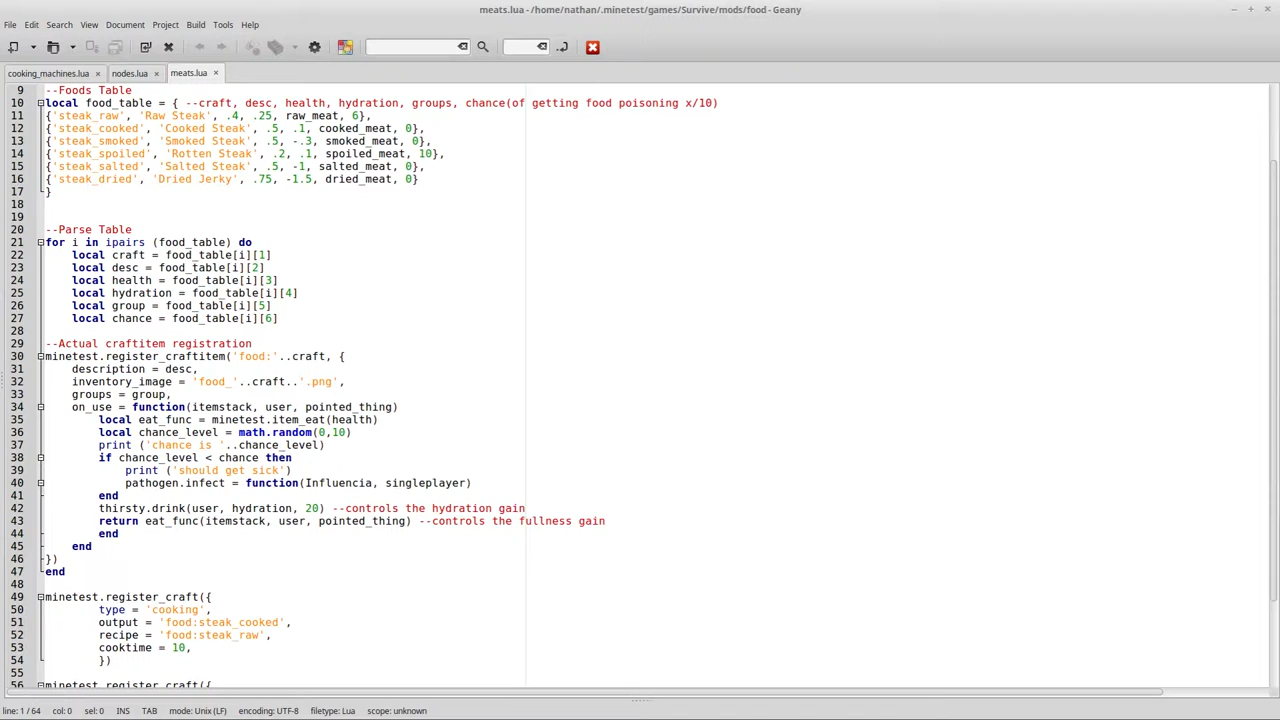 meats.lua - /home/nathan/.minetest/games/Survive/mods/food - Geany
File Edit Search View Document Project Build Tools Help
cooking_machines.lua nodes.lua meats.lua
9 --Foods Table
10 local food_table = { --craft, desc, health, hydration, groups, chance(of getting food poisoning x/10)
11 {'steak_raw', 'Raw Steak', .4, .25, raw_meat, 6},
12 {'steak_cooked', 'Cooked Steak', .5, .1, cooked_meat, 0},
13 {'steak_smoked', 'Smoked Steak', .5, -.3, smoked_meat, 0},
14 {'steak_spoiled', 'Rotten Steak', .2, .1, spoiled_meat, 10},
15 {'steak_salted', 'Salted Steak', .5, -1, salted_meat, 0},
16 {'steak_dried', 'Dried Jerky', .75, -1.5, dried_meat, 0}
17 }
18
19
20 --Parse Table
21 for i in ipairs (food_table) do
22 local craft = food_table[i][1]
23 local desc = food_table[i][2]
24 local health = food_table[i][3]
25 local hydration = food_table[i][4]
26 local group = food_table[i][5]
27 local chance = food_table[i][6]
28
29 --Actual craftitem registration
30 minetest.register_craftitem('food:'..craft, {
31 description = desc,
32 inventory_image = 'food_'..craft..'.png',
33 groups = group,
34 on_use = function(itemstack, user, pointed_thing)
35 local eat_func = minetest.item_eat(health)
36 local chance_level = math.random(0,10)
37 print ('chance is '..chance_level)
38 if chance_level < chance then
39 print ('should get sick')
40 pathogen.infect = function(Influencia, singleplayer)
41 end
42 thirsty.drink(user, hydration, 20) --controls the hydration gain
43 return eat_func(itemstack, user, pointed_thing) --controls the fullness gain
44 end
45 end
46 })
47 end
48
49 minetest.register_craft({
50 type = 'cooking',
51 output = 'food:steak_cooked',
52 recipe = 'food:steak_raw',
53 cooktime = 10,
54 })
55
56 minetest.register_craft({
line: 1 / 64 col: 0 sel: 0 INS TAB mode: Unix (LF) encoding: UTF-8 filetype: Lua scope: unknown